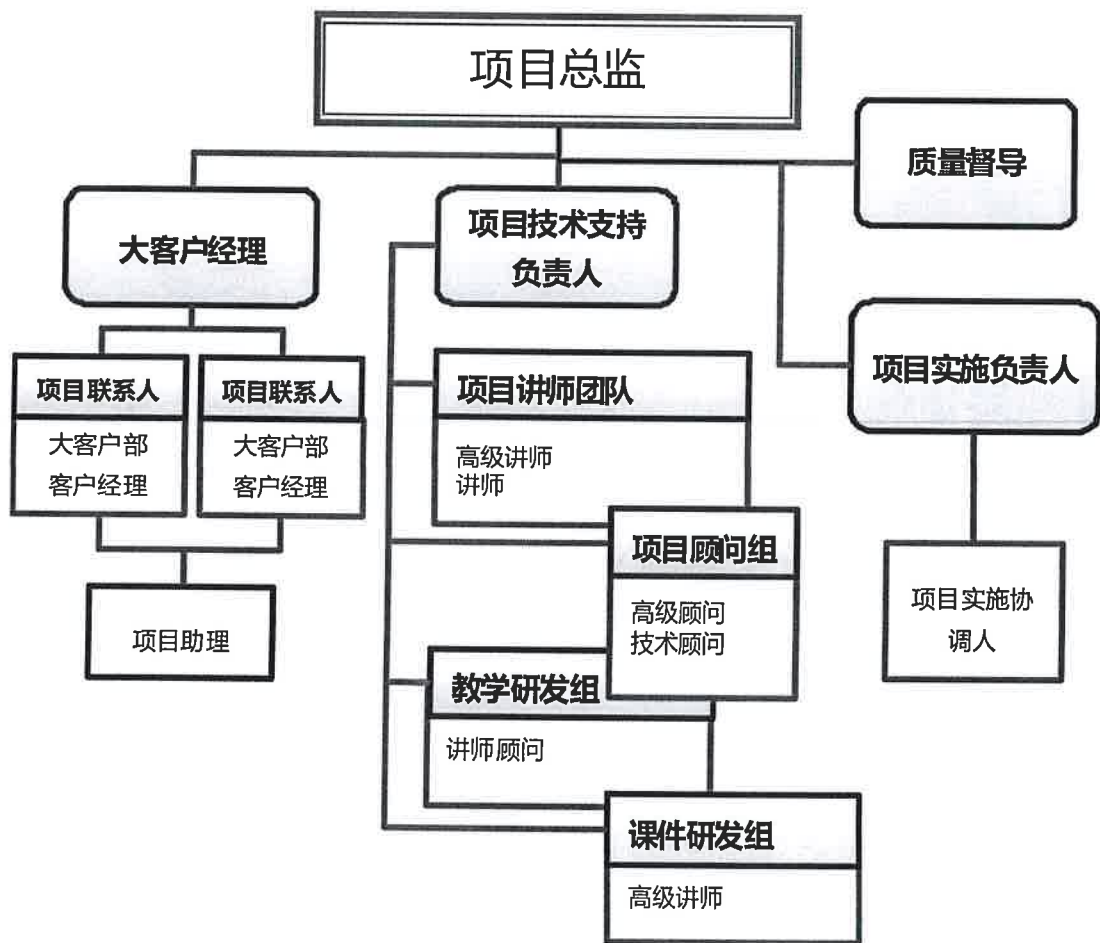 项目总监
质量督导
大客户经理
项目技术支持
负责人
项目实施负责人
项目联系人
大客户部
客户经理
项目联系人
大客户部
客户经理
项目助理
项目讲师团队
高级讲师
讲师
项目顾问组
高级顾问
技术顾问
教学研发组
讲师顾问
课件研发组
高级讲师
项目实施协
调人